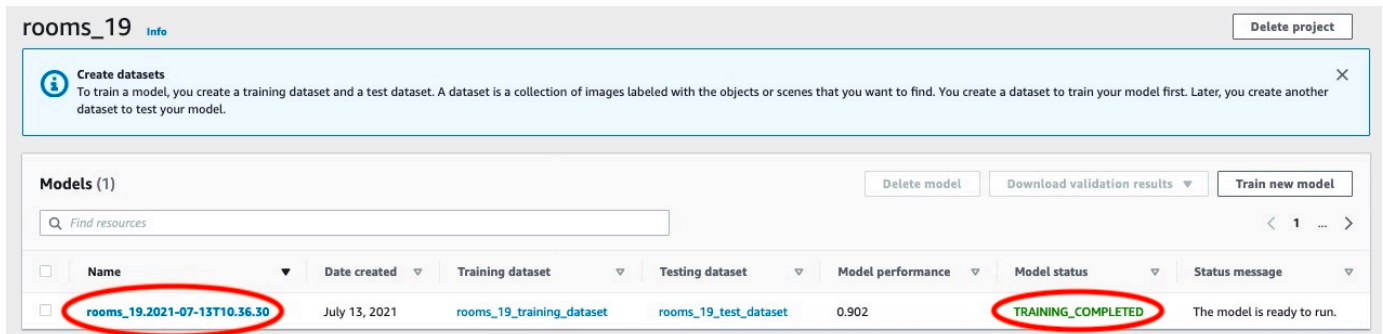 rooms_19 Info
Delete project
Create datasets
To train a model, you create a training dataset and a test dataset. A dataset is a collection of images labeled with the objects or scenes that you want to find. You create a dataset to train your model first. Later, you create another
dataset to test your model.
Models (1)
Delete model
Download validation results
Train new model
Find resources
1 ...
Name Date created Training dataset Testing dataset Model performance Model status Status message
rooms_19.2021-07-13T10.36.30 July 13, 2021 rooms_19_training_dataset rooms_19_test_dataset 0.902 TRAINING_COMPLETED The model is ready to run.